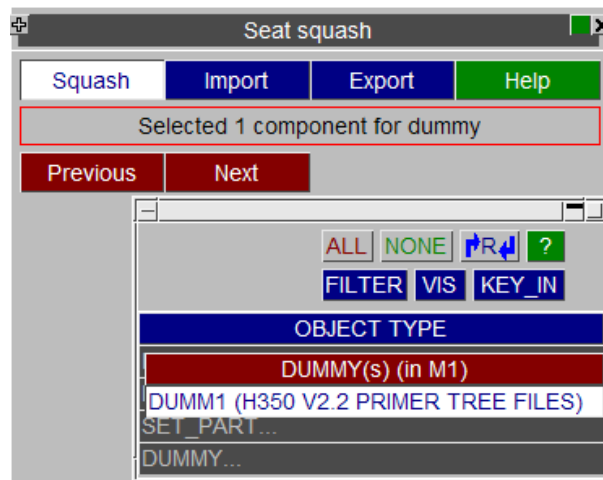 Seat squash
Squash Import Export Help
Selected 1 component for dummy
Previous Next
ALL NONE R ?
FILTER VIS KEY_IN
OBJECT TYPE
DUMMY(s) (in M1)
DUMM1 (H350 V2.2 PRIMER TREE FILES)
SET_PART...
DUMMY...